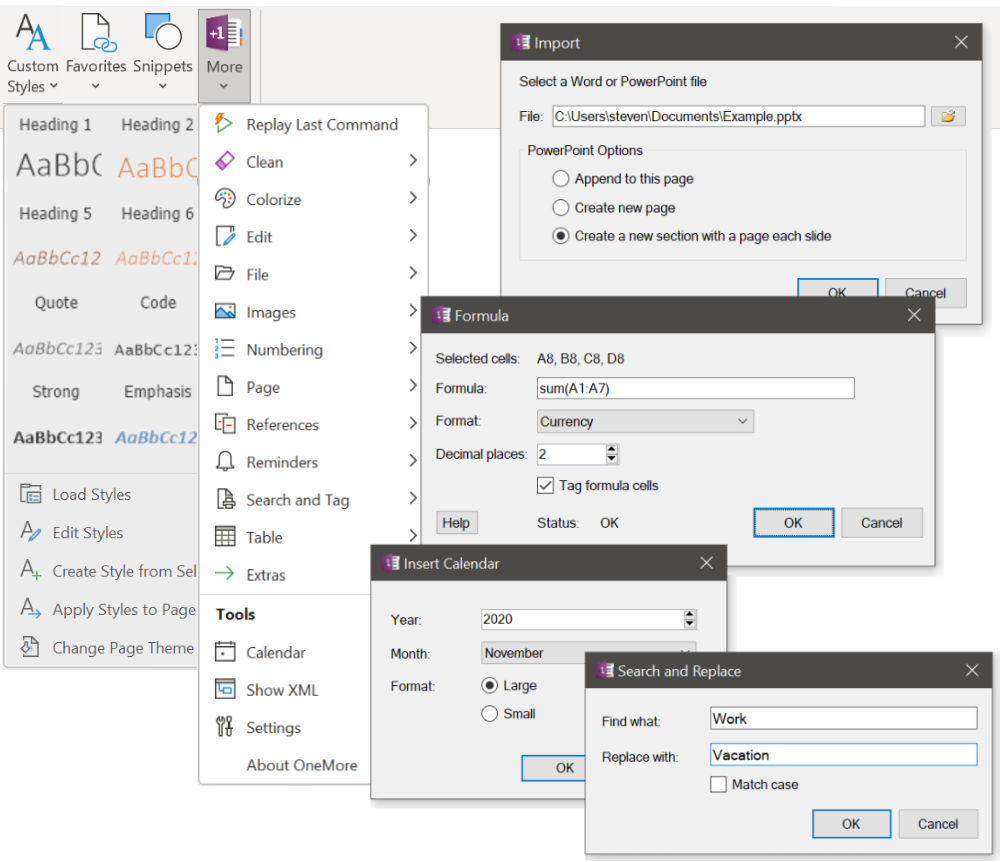 Custom Styles
Favorites
Snippets
+1
More
Heading 1
Heading 2
AaBbC
AaBbC
Heading 5
Heading 6
AaBbCc12
AaBbCc12
Quote
Code
AaBbCc123
AaBbCc123
Strong
Emphasis
AaBbCc123
AaBbCc12
Load Styles
Edit Styles
Create Style from Sel
Apply Styles to Page
Change Page Theme
Replay Last Command
Clean
Colorize
Edit
File
Images
Numbering
Page
References
Reminders
Search and Tag
Table
Extras
Tools
Calendar
Show XML
Settings
About OneMore
Import
Select a Word or PowerPoint file
File: C:\Users\steven\Documents\Example.pptx
PowerPoint Options
Append to this page
Create new page
Create a new section with a page each slide
OK
Cancel
Formula
Selected cells: A8, B8, C8, D8
Formula: sum(A1:A7)
Format: Currency
Decimal places: 2
Tag formula cells
Help
Status: OK
OK
Cancel
Insert Calendar
Year: 2020
Month: November
Format: Large
Small
OK
Search and Replace
Find what: Work
Replace with: Vacation
Match case
OK
Cancel